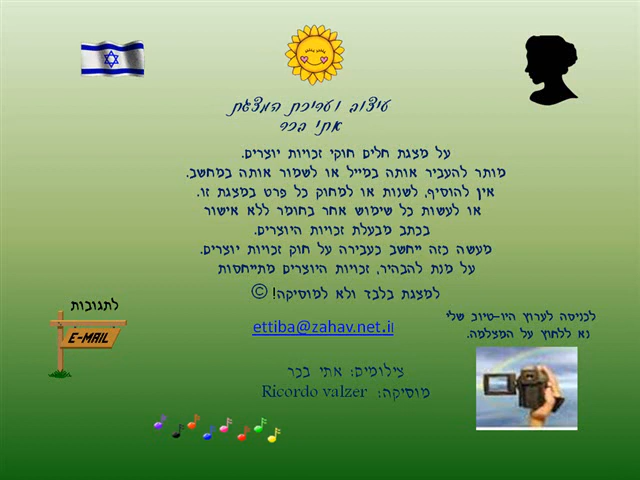 עיצוב ועריכת המצגת
אתי בכר
על מצגת חלים חוקי זכויות יוצרים.
מותר להעביר אותה במייל או לשמור אותה במחשב.
אין להוסיף, לשנות או למחוק כל פרט במצגת זו.
או לעשות כל שימוש אחר בחומר ללא אישור
בכתב מבעלת זכויות היוצרים.
מעשה כזה ייחשב כעבירה על חוק זכויות יוצרים.
על מנת להבהיר, זכויות היוצרים מתייחסות
למצגת בלבד ולא למוסיקה! ©
לתגובות
E-MAIL
ettiba@zahav.net.il
לכניסה לערוץ היו-טיוב שלי
נא ללחוץ על המצלמה.
צילומים: אתי בכר
מוסיקה: Ricordo valzer